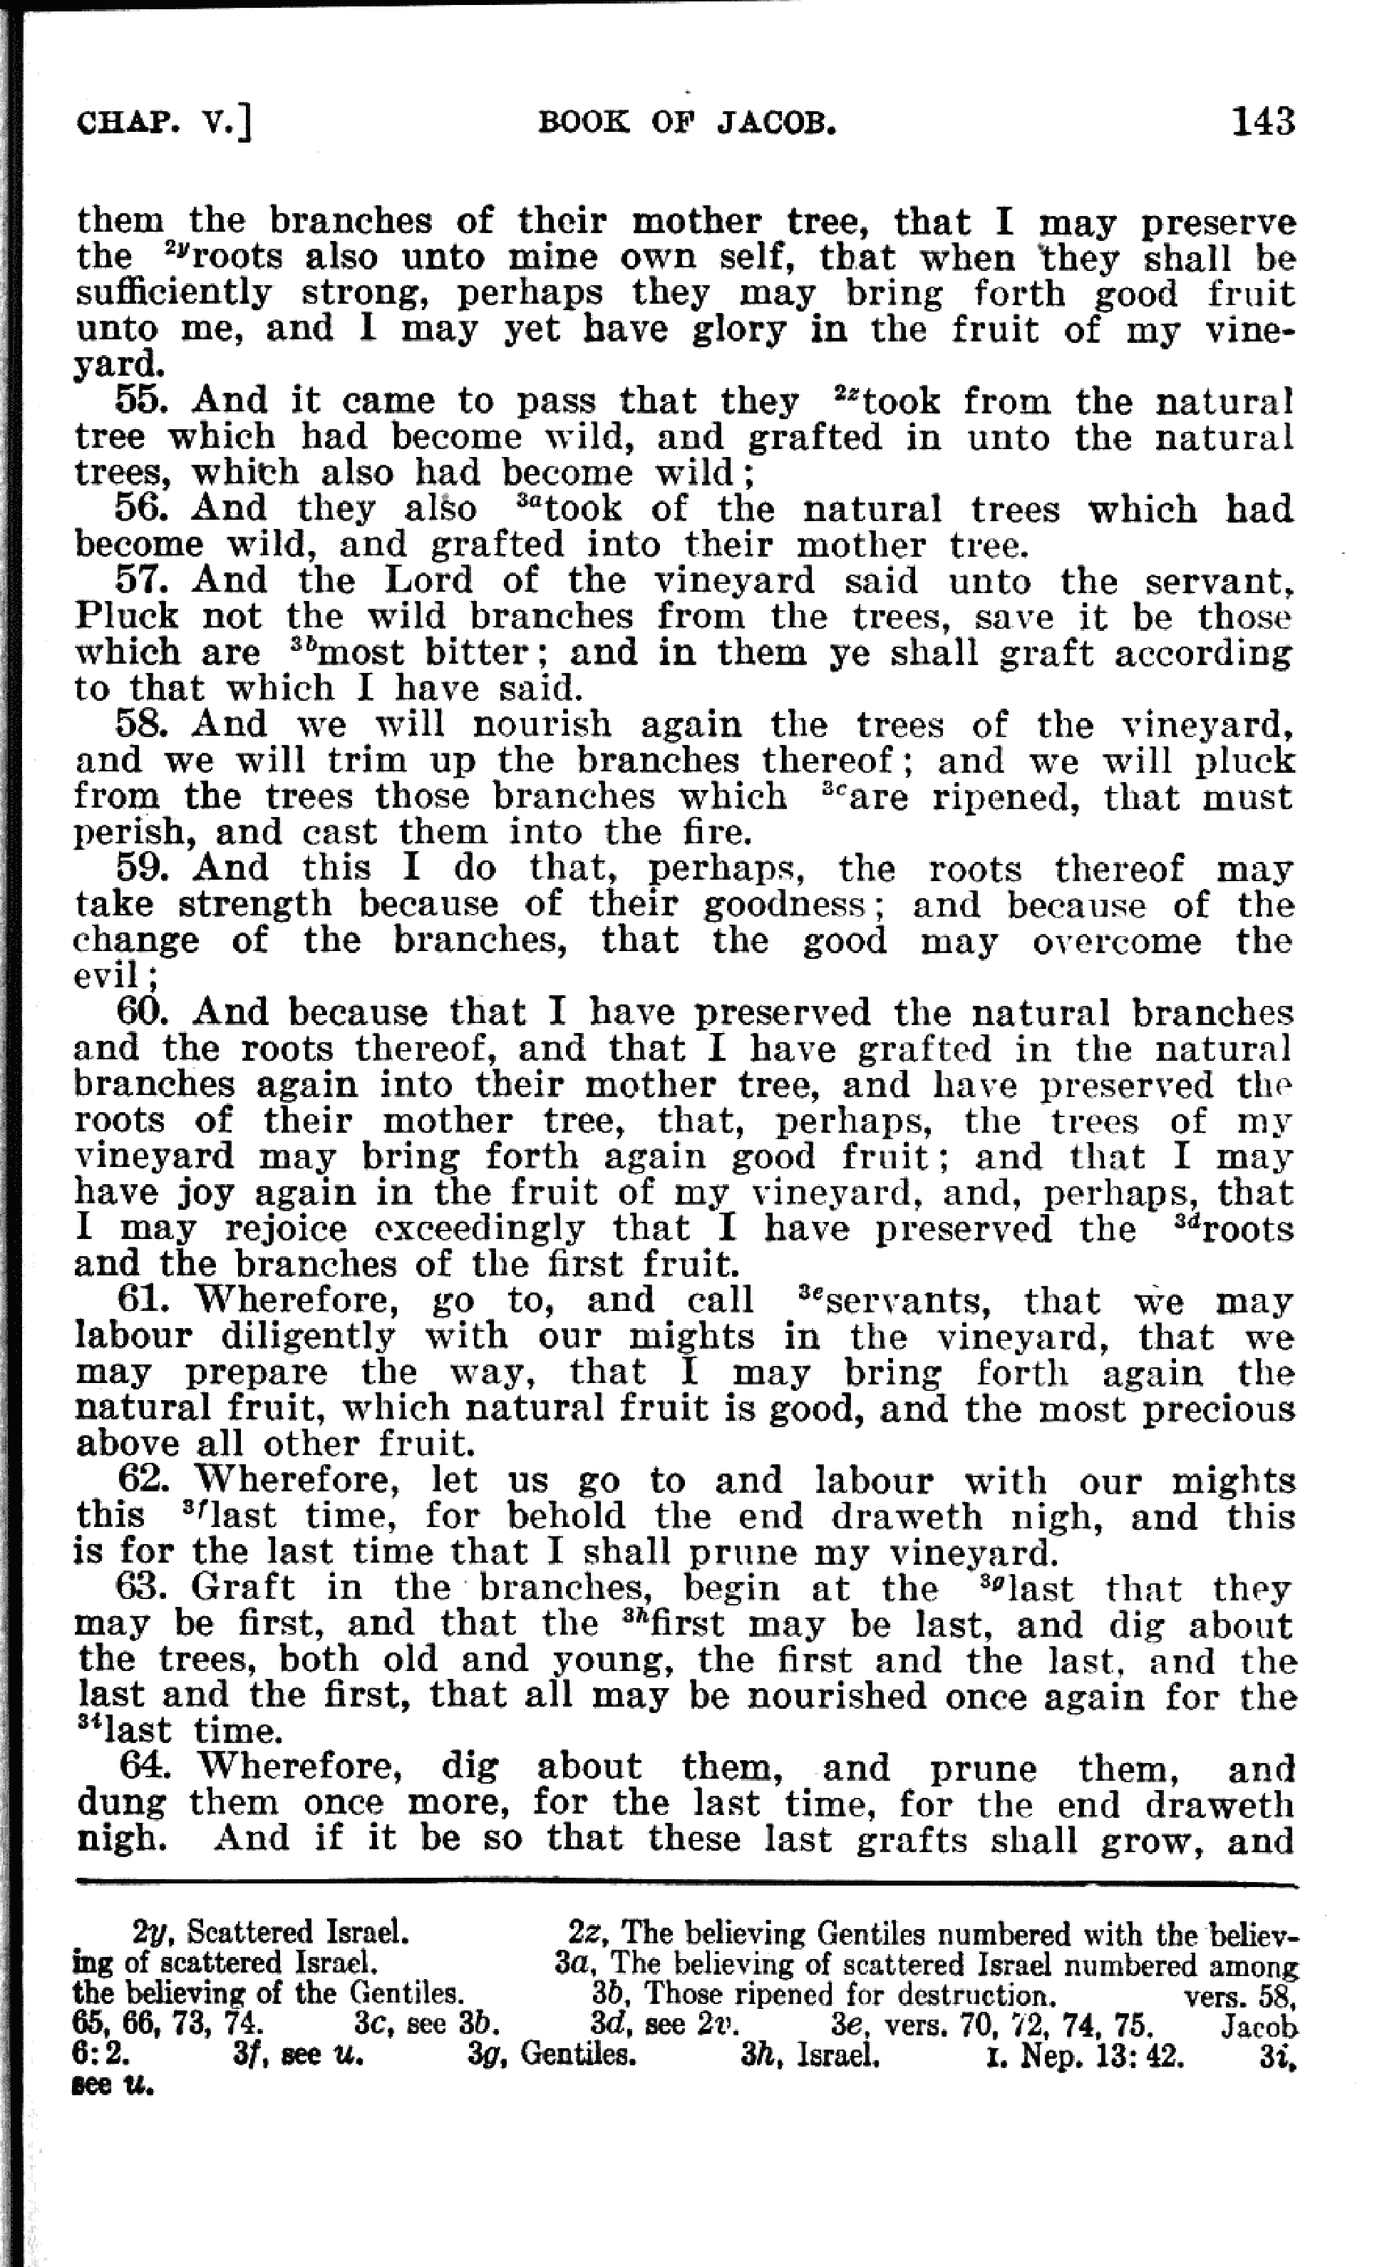 CHAP. V.] BOOK OF JACOB. 143
them the branches of their mother tree, that I may preserve
the 2yroots also unto mine own self, that when they shall be
sufficiently strong, perhaps they may bring forth good fruit
unto me, and I may yet have glory in the fruit of my vine-
yard.
55. And it came to pass that they 2ztook from the natural
tree which had become wild, and grafted in unto the natural
trees, which also had become wild;
56. And they also 3atook of the natural trees which had
become wild, and grafted into their mother tree.
57. And the Lord of the vineyard said unto the servant,
Pluck not the wild branches from the trees, save it be those
which are 3bmost bitter; and in them ye shall graft according
to that which I have said.
58. And we will nourish again the trees of the vineyard,
and we will trim up the branches thereof; and we will pluck
from the trees those branches which 3care ripened, that must
perish, and cast them into the fire.
59. And this I do that, perhaps, the roots thereof may
take strength because of their goodness; and because of the
change of the branches, that the good may overcome the
evil;
60. And because that I have preserved the natural branches
and the roots thereof, and that I have grafted in the natural
branches again into their mother tree, and have preserved the
roots of their mother tree, that, perhaps, the trees of my
vineyard may bring forth again good fruit; and that I may
have joy again in the fruit of my vineyard, and, perhaps, that
I may rejoice exceedingly that I have preserved the 3droots
and the branches of the first fruit.
61. Wherefore, go to, and call 3eservants, that we may
labour diligently with our mights in the vineyard, that we
may prepare the way, that I may bring forth again the
natural fruit, which natural fruit is good, and the most precious
above all other fruit.
62. Wherefore, let us go to and labour with our mights
this 3flast time, for behold the end draweth nigh, and this
is for the last time that I shall prune my vineyard.
63. Graft in the branches, begin at the 3glast that they
may be first, and that the 3hfirst may be last, and dig about
the trees, both old and young, the first and the last, and the
last and the first, that all may be nourished once again for the
3ilast time.
64. Wherefore, dig about them, and prune them, and
dung them once more, for the last time, for the end draweth
nigh. And if it be so that these last grafts shall grow, and
2y, Scattered Israel. 2z, The believing Gentiles numbered with the believ-
ing of scattered Israel. 3a, The believing of scattered Israel numbered among
the believing of the Gentiles. 3b, Those ripened for destruction. vers. 58,
65, 66, 73, 74. 3c, see 3b. 3d, see 2v. 3e, vers. 70, 72, 74, 75. Jacob
6:2. 3f, see u. 3g, Gentiles. 3h, Israel. I. Nep. 13:42. 3i,
see u.